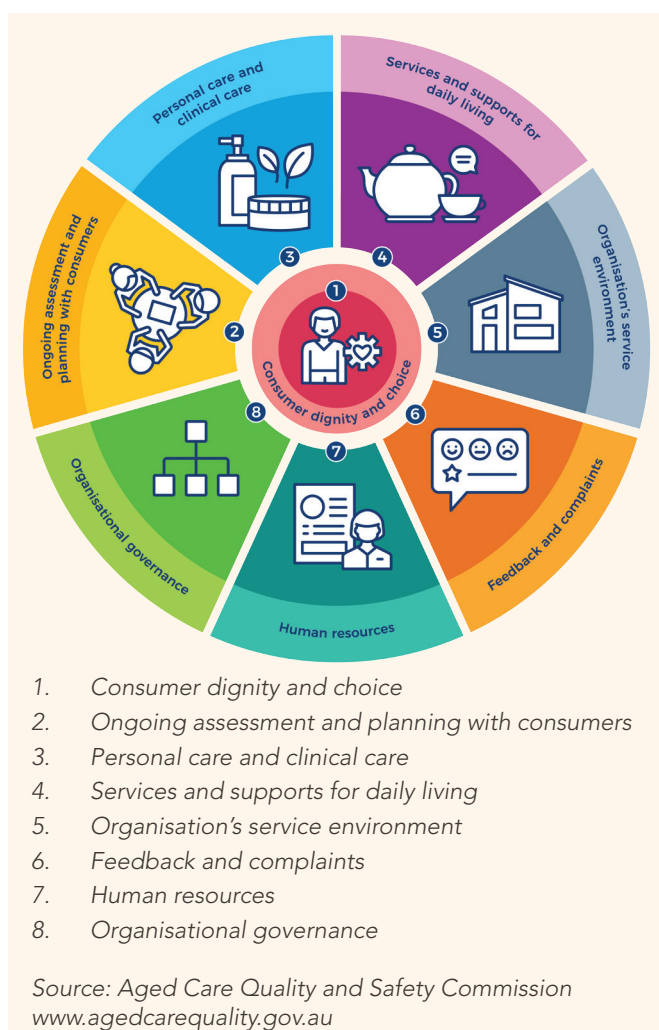 Personal care and
clinical care
Services and supports for
daily living
Ongoing assessment and
planning with consumers
Organisation's service
environment
3
4
1
2
5
Consumer dignity and choice
8
6
7
Organisational governance
Feedback and complaints
Human resources
1. Consumer dignity and choice
2. Ongoing assessment and planning with consumers
3. Personal care and clinical care
4. Services and supports for daily living
5. Organisation’s service environment
6. Feedback and complaints
7. Human resources
8. Organisational governance
Source: Aged Care Quality and Safety Commission
www.agedcarequality.gov.au